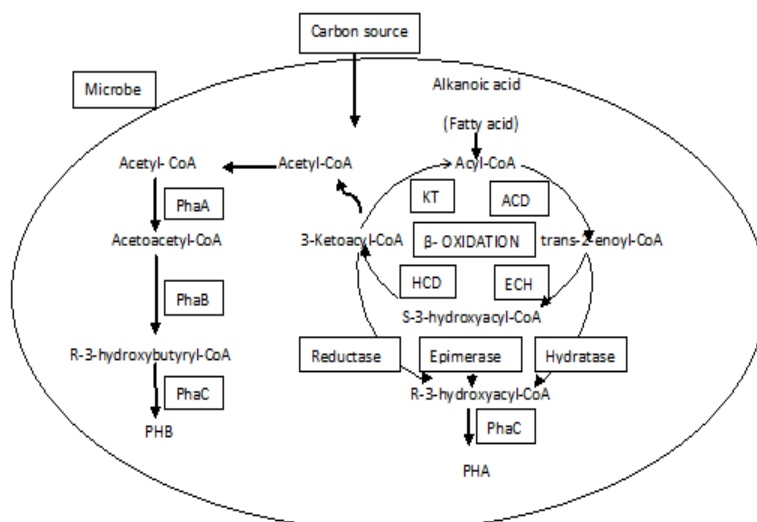 Carbon source
Microbe
Alkanoic acid
(Fatty acid)
Acetyl- CoA
Acetyl-CoA
Acyl-CoA
PhaA
KT
ACD
Acetoacetyl-CoA
3-Ketoacyl-CoA
β- OXIDATION
trans-2-enoyl-CoA
PhaB
HCD
ECH
S-3-hydroxyacyl-CoA
R-3-hydroxybutyryl-CoA
Reductase
Epimerase
Hydratase
PhaC
R-3-hydroxyacyl-CoA
PHB
PhaC
PHA